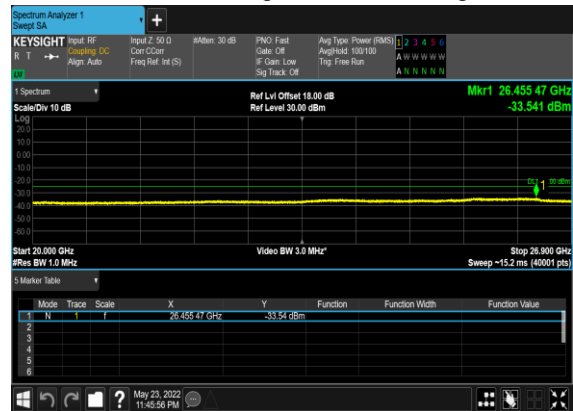 Spectrum Analyzer 1
Swept SA
+
KEYSIGHT Input: RF Input Z: 50 Ω #Atten: 30 dB PNO: Fast Avg Type: Power (RMS) 1 2 3 4 5 6
R T Coupling: DC Corr CCorr Gate: Off Avg|Hold: 100/100 A W W W W W
Align: Auto Freq Ref: Int (S) IF Gain: Low Trig: Free Run
LXI Sig Track: Off A N N N N N
1 Spectrum Ref Lvl Offset 18.00 dB Mkr1 26.455 47 GHz
Scale/Div 10 dB Ref Level 30.00 dBm -33.541 dBm
Log
20.0
10.0
0.00
-10.0
-20.0
1
-30.0
-40.0
-50.0
-60.0
Start 20.000 GHz Video BW 3.0 MHz* Stop 26.900 GHz
#Res BW 1.0 MHz Sweep ~15.2 ms (40001 pts)
5 Marker Table
Mode Trace Scale X Y Function Function Width Function Value
1 N 1 f 26.455 47 GHz -33.54 dBm
2
3
4
5
6
? May 23, 2022
11:45:56 PM